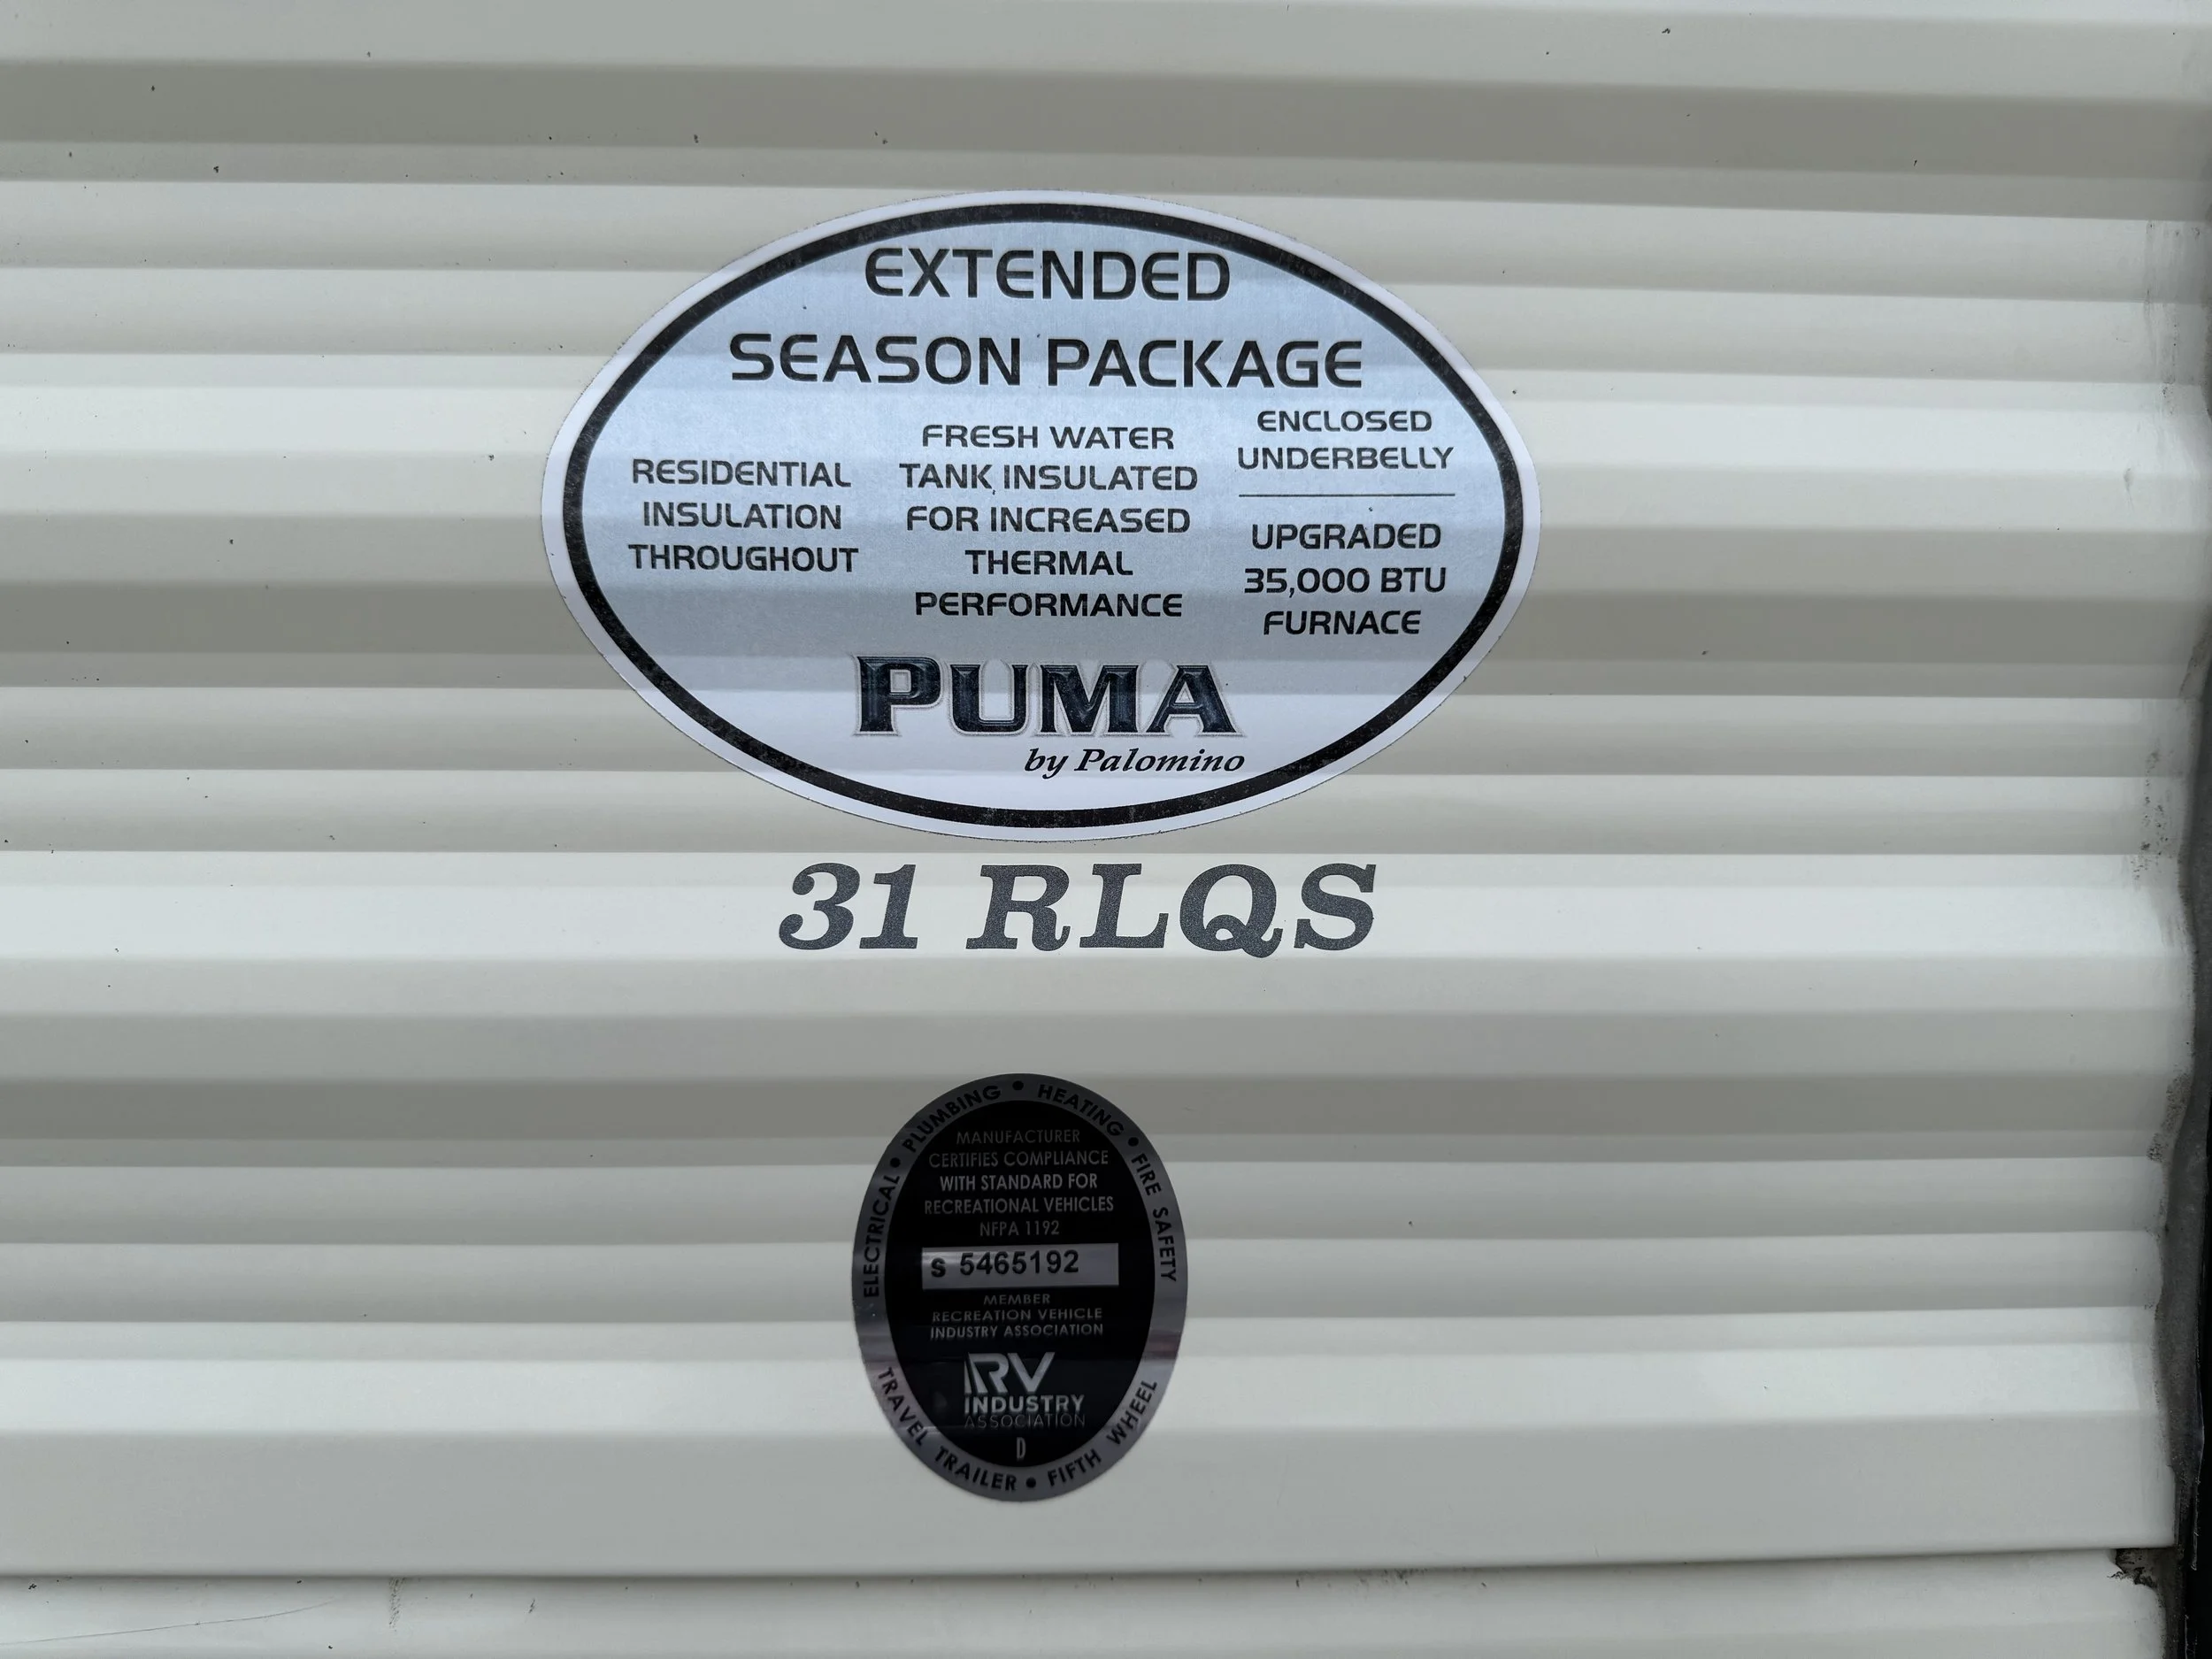 EXTENDED
SEASON PACKAGE
RESIDENTIAL
INSULATION
THROUGHOUT
FRESH WATER
TANK INSULATED
FOR INCREASED
THERMAL
PERFORMANCE
ENCLOSED
UNDERBELLY
UPGRADED
35,000 BTU
FURNACE
PUMA
by Palomino
31 RLQS
ELECTRICAL • PLUMBING • HEATING • FIRE SAFETY
MANUFACTURER
CERTIFIES COMPLIANCE
WITH STANDARD FOR
RECREATIONAL VEHICLES
NFPA 1192
S 5465192
MEMBER
RECREATION VEHICLE
INDUSTRY ASSOCIATION
RV
INDUSTRY
ASSOCIATION
D
TRAVEL TRAILER • FIFTH WHEEL